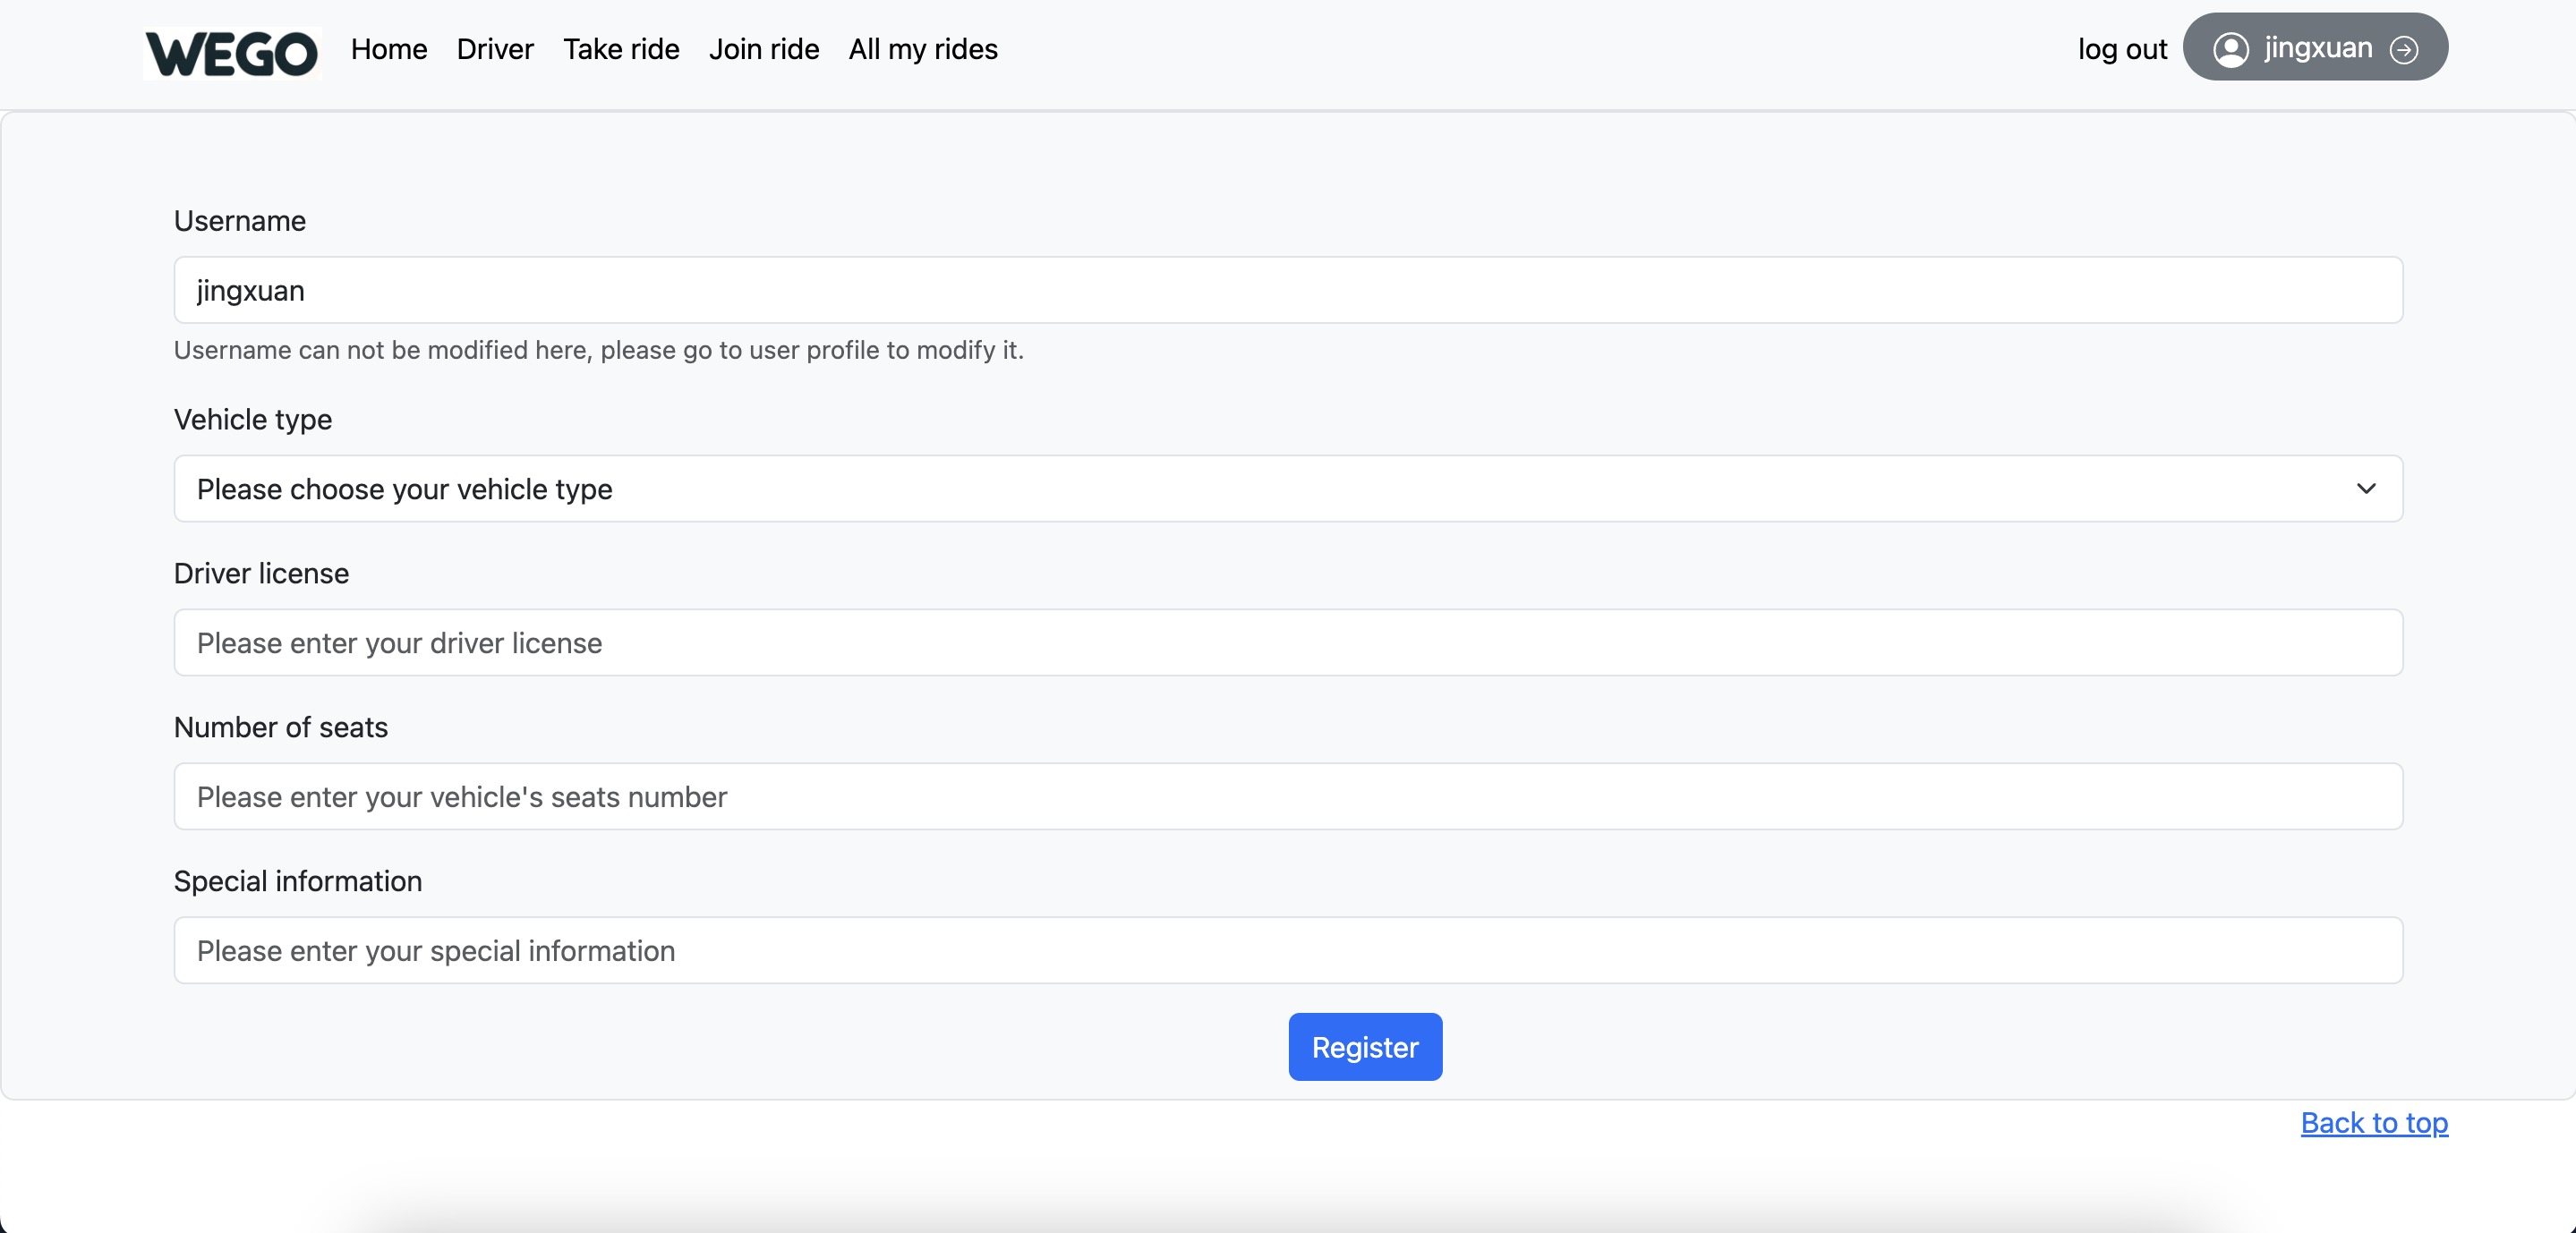 WEGO Home Driver Take ride Join ride All my rides log out jingxuan
Username
jingxuan
Username can not be modified here, please go to user profile to modify it.
Vehicle type
Please choose your vehicle type
Driver license
Please enter your driver license
Number of seats
Please enter your vehicle's seats number
Special information
Please enter your special information
Register
Back to top